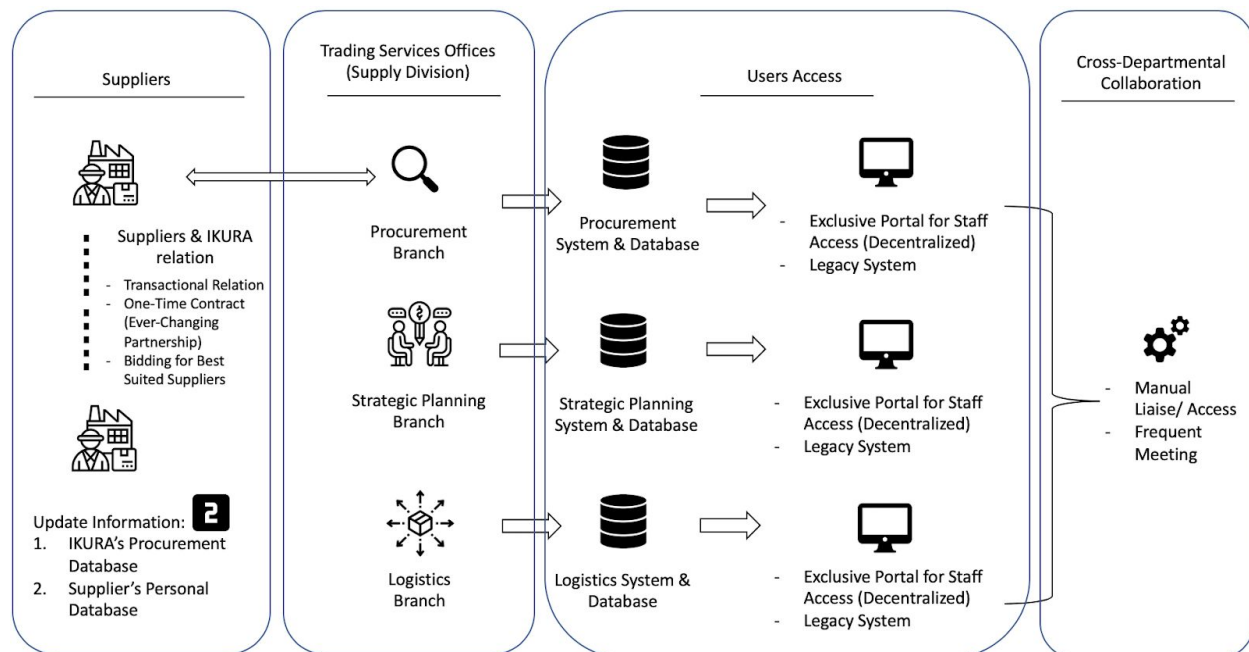 Suppliers
Suppliers & IKURA
relation
- Transactional Relation
- One-Time Contract
(Ever-Changing
Partnership)
- Bidding for Best
Suited Suppliers
Update Information: 2
1. IKURA's Procurement
Database
2. Supplier's Personal
Database
Trading Services Offices
(Supply Division)
Procurement
Branch
Strategic Planning
Branch
Logistics
Branch
Users Access
Procurement
System & Database
- Exclusive Portal for Staff
Access (Decentralized)
- Legacy System
Strategic Planning
System & Database
- Exclusive Portal for Staff
Access (Decentralized)
- Legacy System
Logistics System &
Database
- Exclusive Portal for Staff
Access (Decentralized)
- Legacy System
Cross-Departmental
Collaboration
- Manual
Liaise/ Access
- Frequent
Meeting